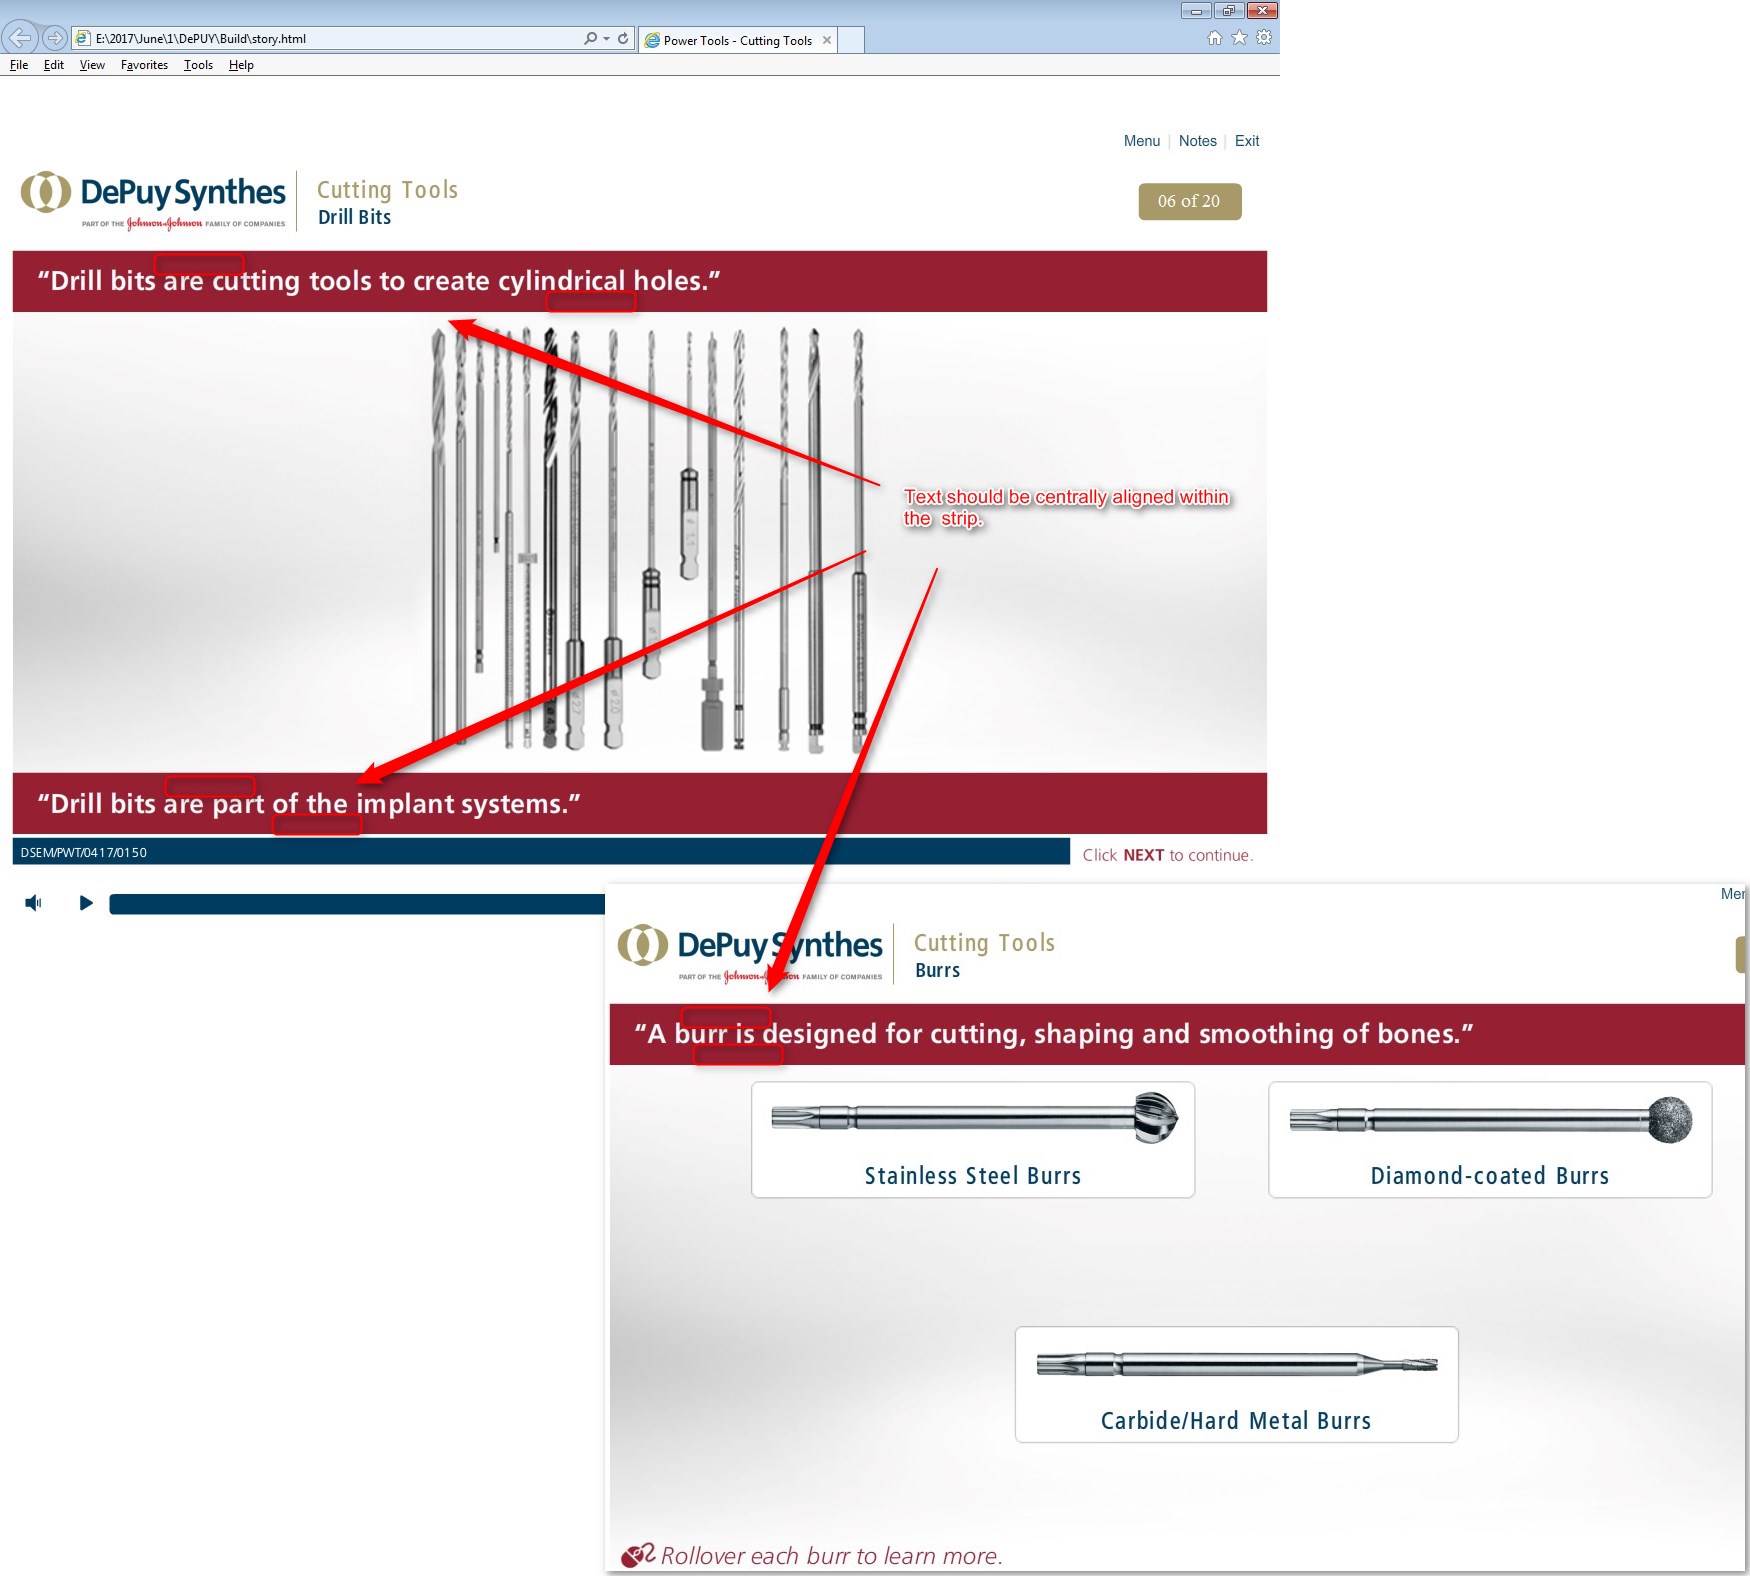 E:\2017\June\1\DePUY\Build\story.html
Power Tools - Cutting Tools
File Edit View Favorites Tools Help
Menu | Notes | Exit
DePuy Synthes
PART OF THE Johnson & Johnson FAMILY OF COMPANIES
Cutting Tools
Drill Bits
06 of 20
“Drill bits are cutting tools to create cylindrical holes.”
Text should be centrally aligned within
the strip.
“Drill bits are part of the implant systems.”
DSEM/PWT/0417/0150
Click NEXT to continue.
Men
DePuy Synthes
PART OF THE Johnson & Johnson FAMILY OF COMPANIES
Cutting Tools
Burrs
“A burr is designed for cutting, shaping and smoothing of bones.”
Stainless Steel Burrs
Diamond-coated Burrs
Carbide/Hard Metal Burrs
Rollover each burr to learn more.